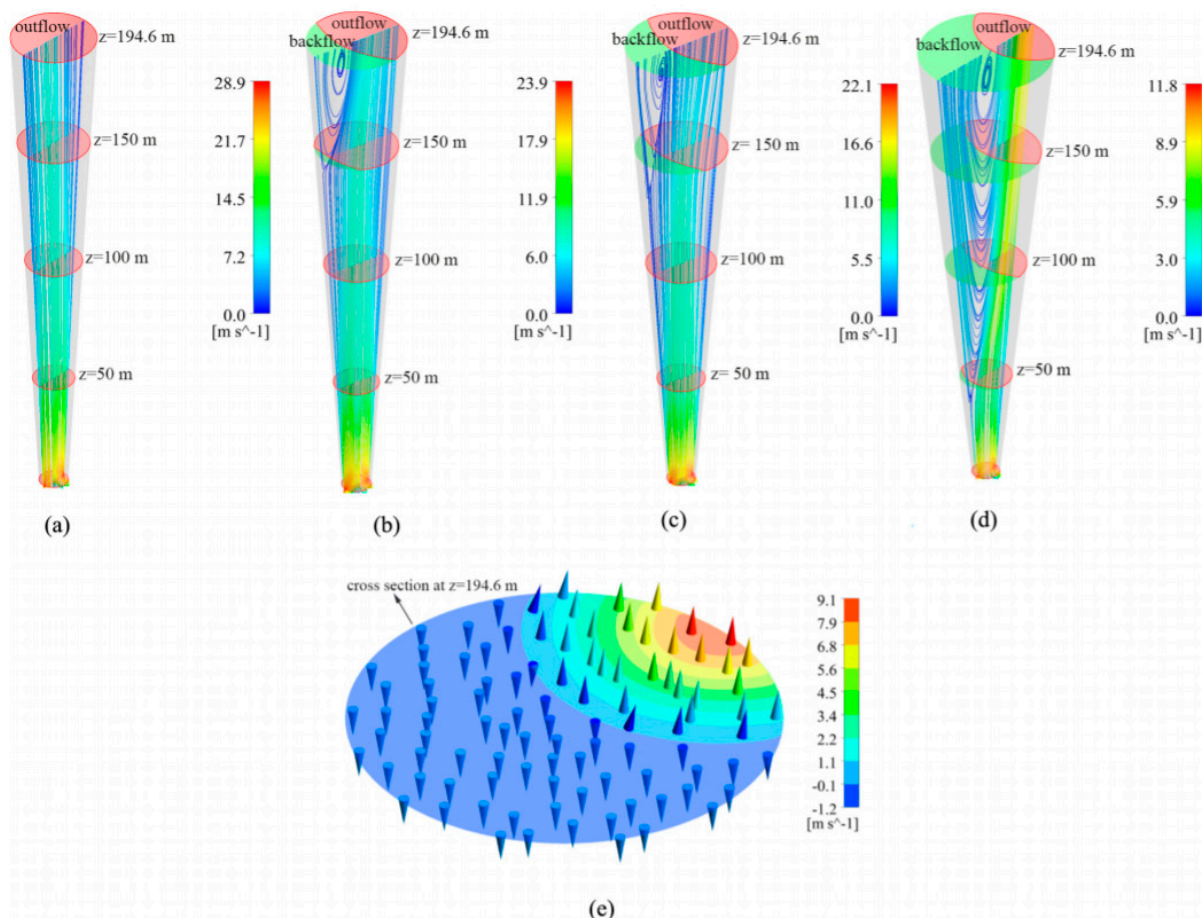 outflow
z=194.6 m
z=150 m
z=100 m
z=50 m
28.9
21.7
14.5
7.2
0.0
[m s^-1]
(a)
outflow
backflow
z=194.6 m
z=150 m
z=100 m
z=50 m
23.9
17.9
11.9
6.0
0.0
[m s^-1]
(b)
outflow
backflow
z=194.6 m
z= 150 m
z=100 m
z= 50 m
22.1
16.6
11.0
5.5
0.0
[m s^-1]
(c)
outflow
backflow
z=194.6 m
z=150 m
z=100 m
z=50 m
11.8
8.9
5.9
3.0
0.0
[m s^-1]
(d)
cross section at z=194.6 m
9.1
7.9
6.8
5.6
4.5
3.4
2.2
1.1
-0.1
-1.2
[m s^-1]
(e)